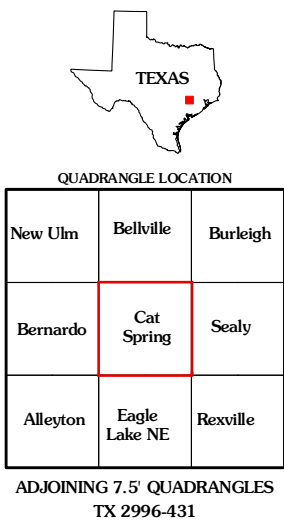 TEXAS
QUADRANGLE LOCATION
New Ulm
Bellville
Burleigh
Bernardo
Cat
Spring
Sealy
Alleyton
Eagle
Lake NE
Rexville
ADJOINING 7.5' QUADRANGLES
TX 2996-431